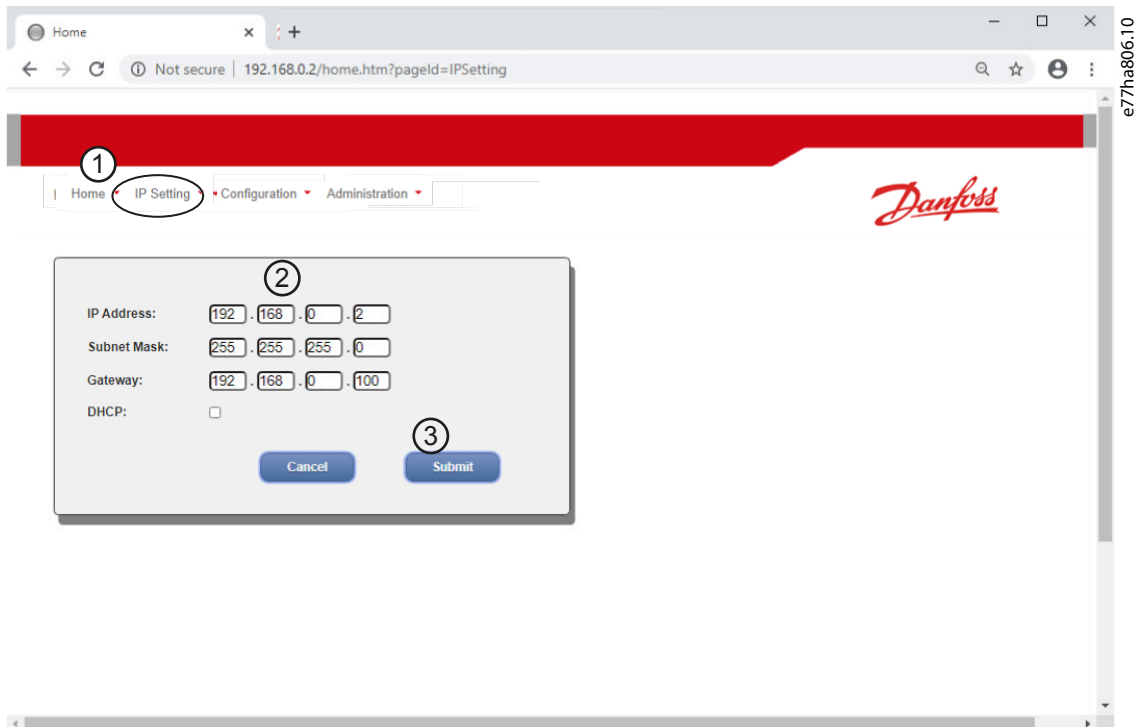 Home
Not secure | 192.168.0.2/home.htm?pageId=IPSetting
e77ha806.10
1
Home IP Setting Configuration Administration
Danfoss
2
IP Address: 192 . 168 . 0 . 2
Subnet Mask: 255 . 255 . 255 . 0
Gateway: 192 . 168 . 0 . 100
DHCP:
3
Cancel Submit